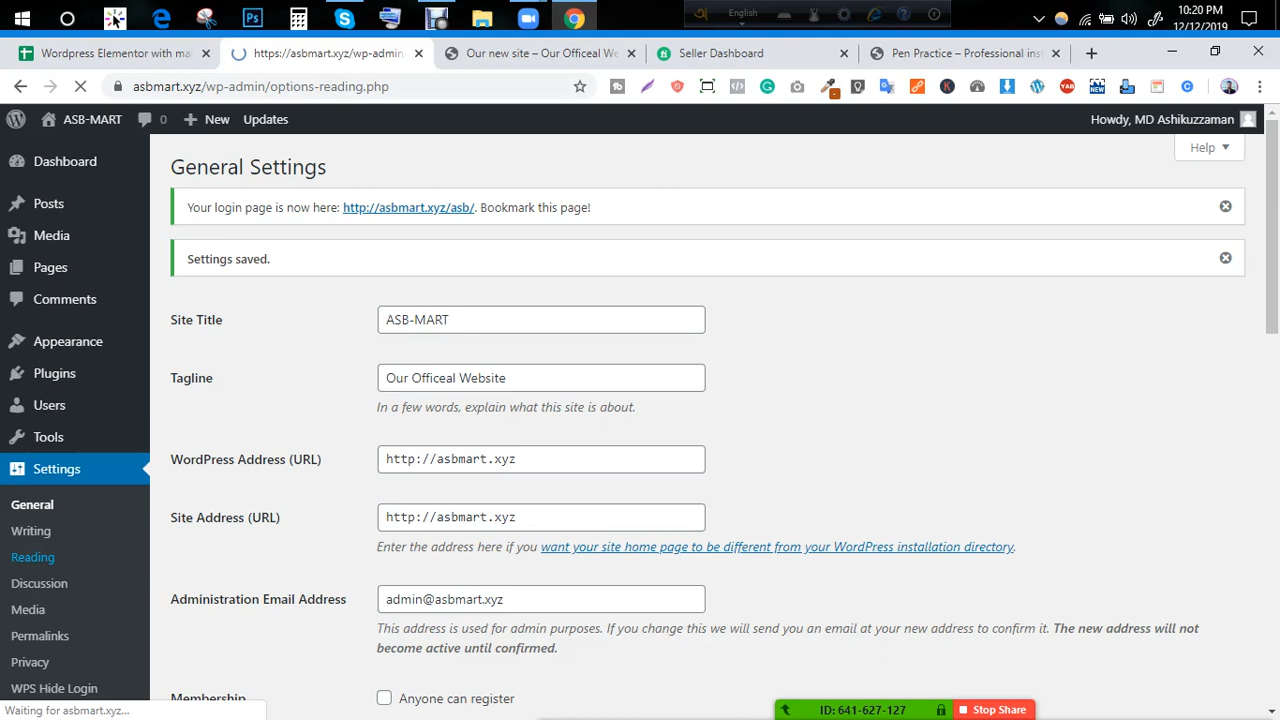 English
10:20 PM
12/12/2019
Wordpress Elementor with ma
https://asbmart.xyz/wp-admin
Our new site – Our Officeal We
Seller Dashboard
Pen Practice – Professional inst
asbmart.xyz/wp-admin/options-reading.php
ASB-MART
0
New
Updates
Howdy, MD Ashikuzzaman
Help
Dashboard
Posts
Media
Pages
Comments
Appearance
Plugins
Users
Tools
Settings
General
Writing
Reading
Discussion
Media
Permalinks
Privacy
WPS Hide Login
General Settings
Your login page is now here: http://asbmart.xyz/asb/. Bookmark this page!
Settings saved.
Site Title
ASB-MART
Tagline
Our Officeal Website
In a few words, explain what this site is about.
WordPress Address (URL)
http://asbmart.xyz
Site Address (URL)
http://asbmart.xyz
Enter the address here if you want your site home page to be different from your WordPress installation directory.
Administration Email Address
admin@asbmart.xyz
This address is used for admin purposes. If you change this we will send you an email at your new address to confirm it. The new address will not
become active until confirmed.
Membership
Anyone can register
Waiting for asbmart.xyz...
ID: 641-627-127
Stop Share